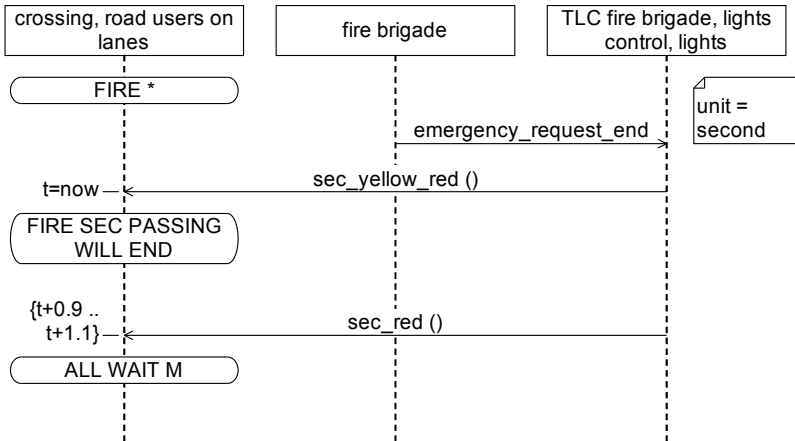 crossing, road users on
lanes
fire brigade
TLC fire brigade, lights
control, lights
FIRE *
unit =
second
emergency_request_end
sec_yellow_red ()
t=now
FIRE SEC PASSING
WILL END
{t+0.9 ..
t+1.1}
sec_red ()
ALL WAIT M